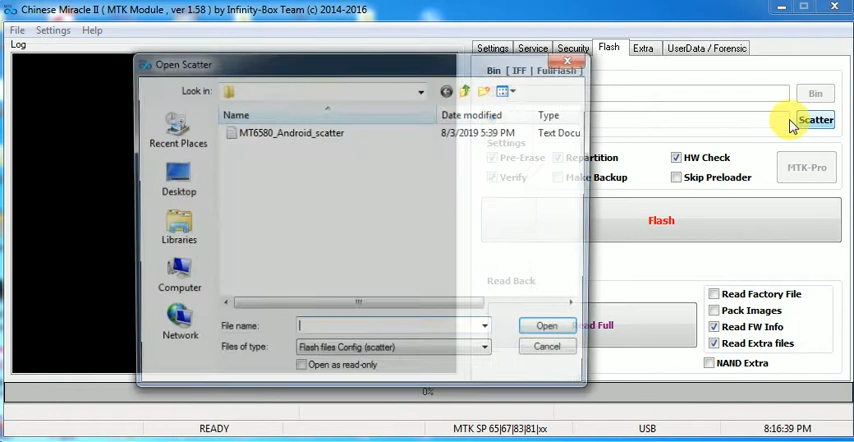 Chinese Miracle II ( MTK Module , ver 1.58 ) by Infinity-Box Team (c) 2014-2016
File Settings Help
Log
Settings Service Security Flash Extra UserData / Forensic
Open Scatter
Bin [ IFF | FullFlash ]
Look in:
Bin
Name Date modified Type
MT6580_Android_scatter 8/3/2019 5:39 PM Text Docu
Scatter
Recent Places
Desktop
Libraries
Computer
Network
Settings
Pre-Erase Repartition HW Check
Verify Make Backup Skip Preloader
MTK-Pro
Flash
Read Back
Read Full
Read Factory File
Pack Images
Read FW Info
Read Extra files
NAND Extra
File name: Open
Files of type: Flash files Config (scatter) Cancel
Open as read-only
0%
READY MTK SP 65|67|83|81|xx USB 8:16:39 PM